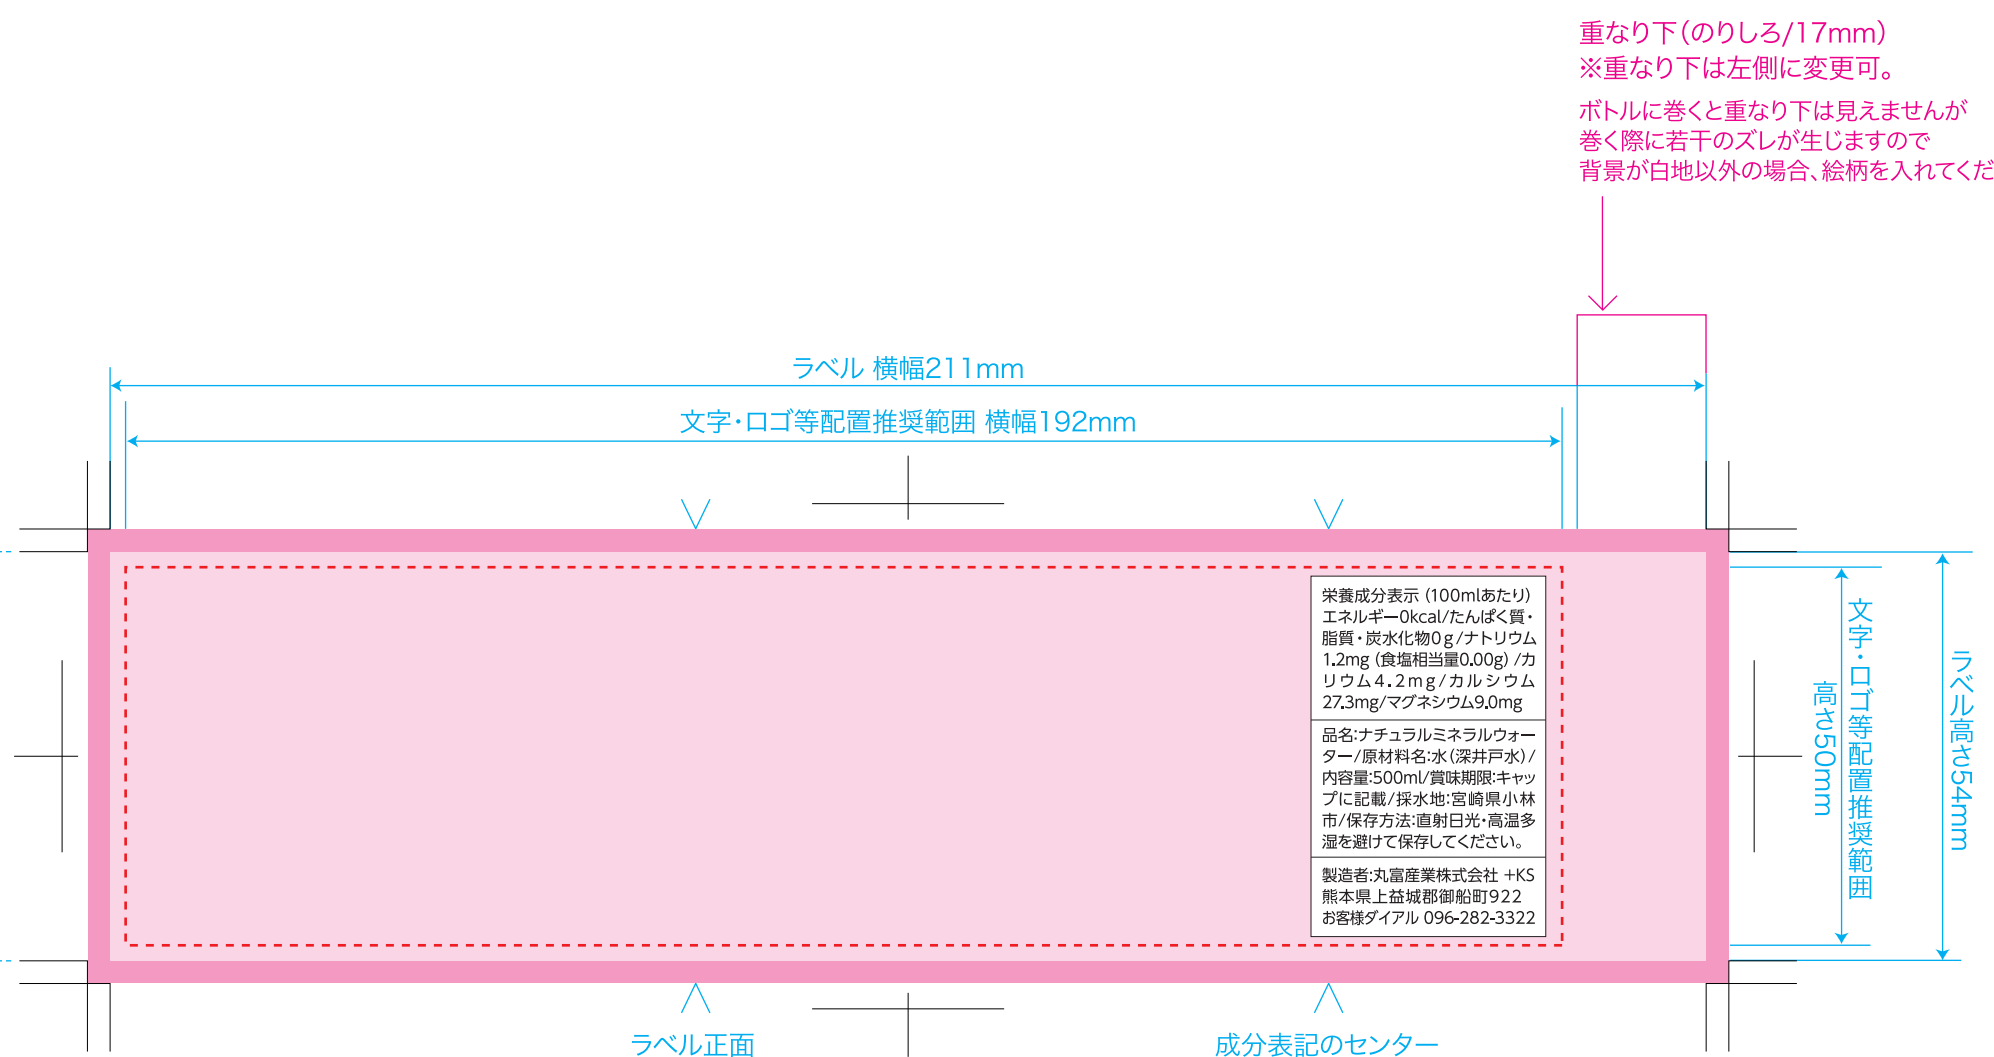 重なり下（のりしろ/17mm）
※重なり下は左側に変更可。
ボトルに巻くと重なり下は見えませんが
巻く際に若干のズレが生じますので
背景が白地以外の場合、絵柄を入れてくだ
ラベル 横幅211mm
文字・ロゴ等配置推奨範囲 横幅192mm
栄養成分表示（100mlあたり）
エネルギー0kcal/たんぱく質・
脂質・炭水化物0g/ナトリウム
1.2mg（食塩相当量0.00g）/カ
リウム4.2mg/カルシウム
27.3mg/マグネシウム9.0mg
品名:ナチュラルミネラルウォー
ター/原材料名:水（深井戸水）/
内容量:500ml/賞味期限:キャッ
プに記載/採水地:宮崎県小林
市/保存方法:直射日光・高温多
湿を避けて保存してください。
製造者:丸富産業株式会社 +KS
熊本県上益城郡御船町922
お客様ダイアル 096-282-3322
文字・ロゴ等配置推奨範囲
高さ50mm
ラベル高さ54mm
ラベル正面
成分表記のセンター